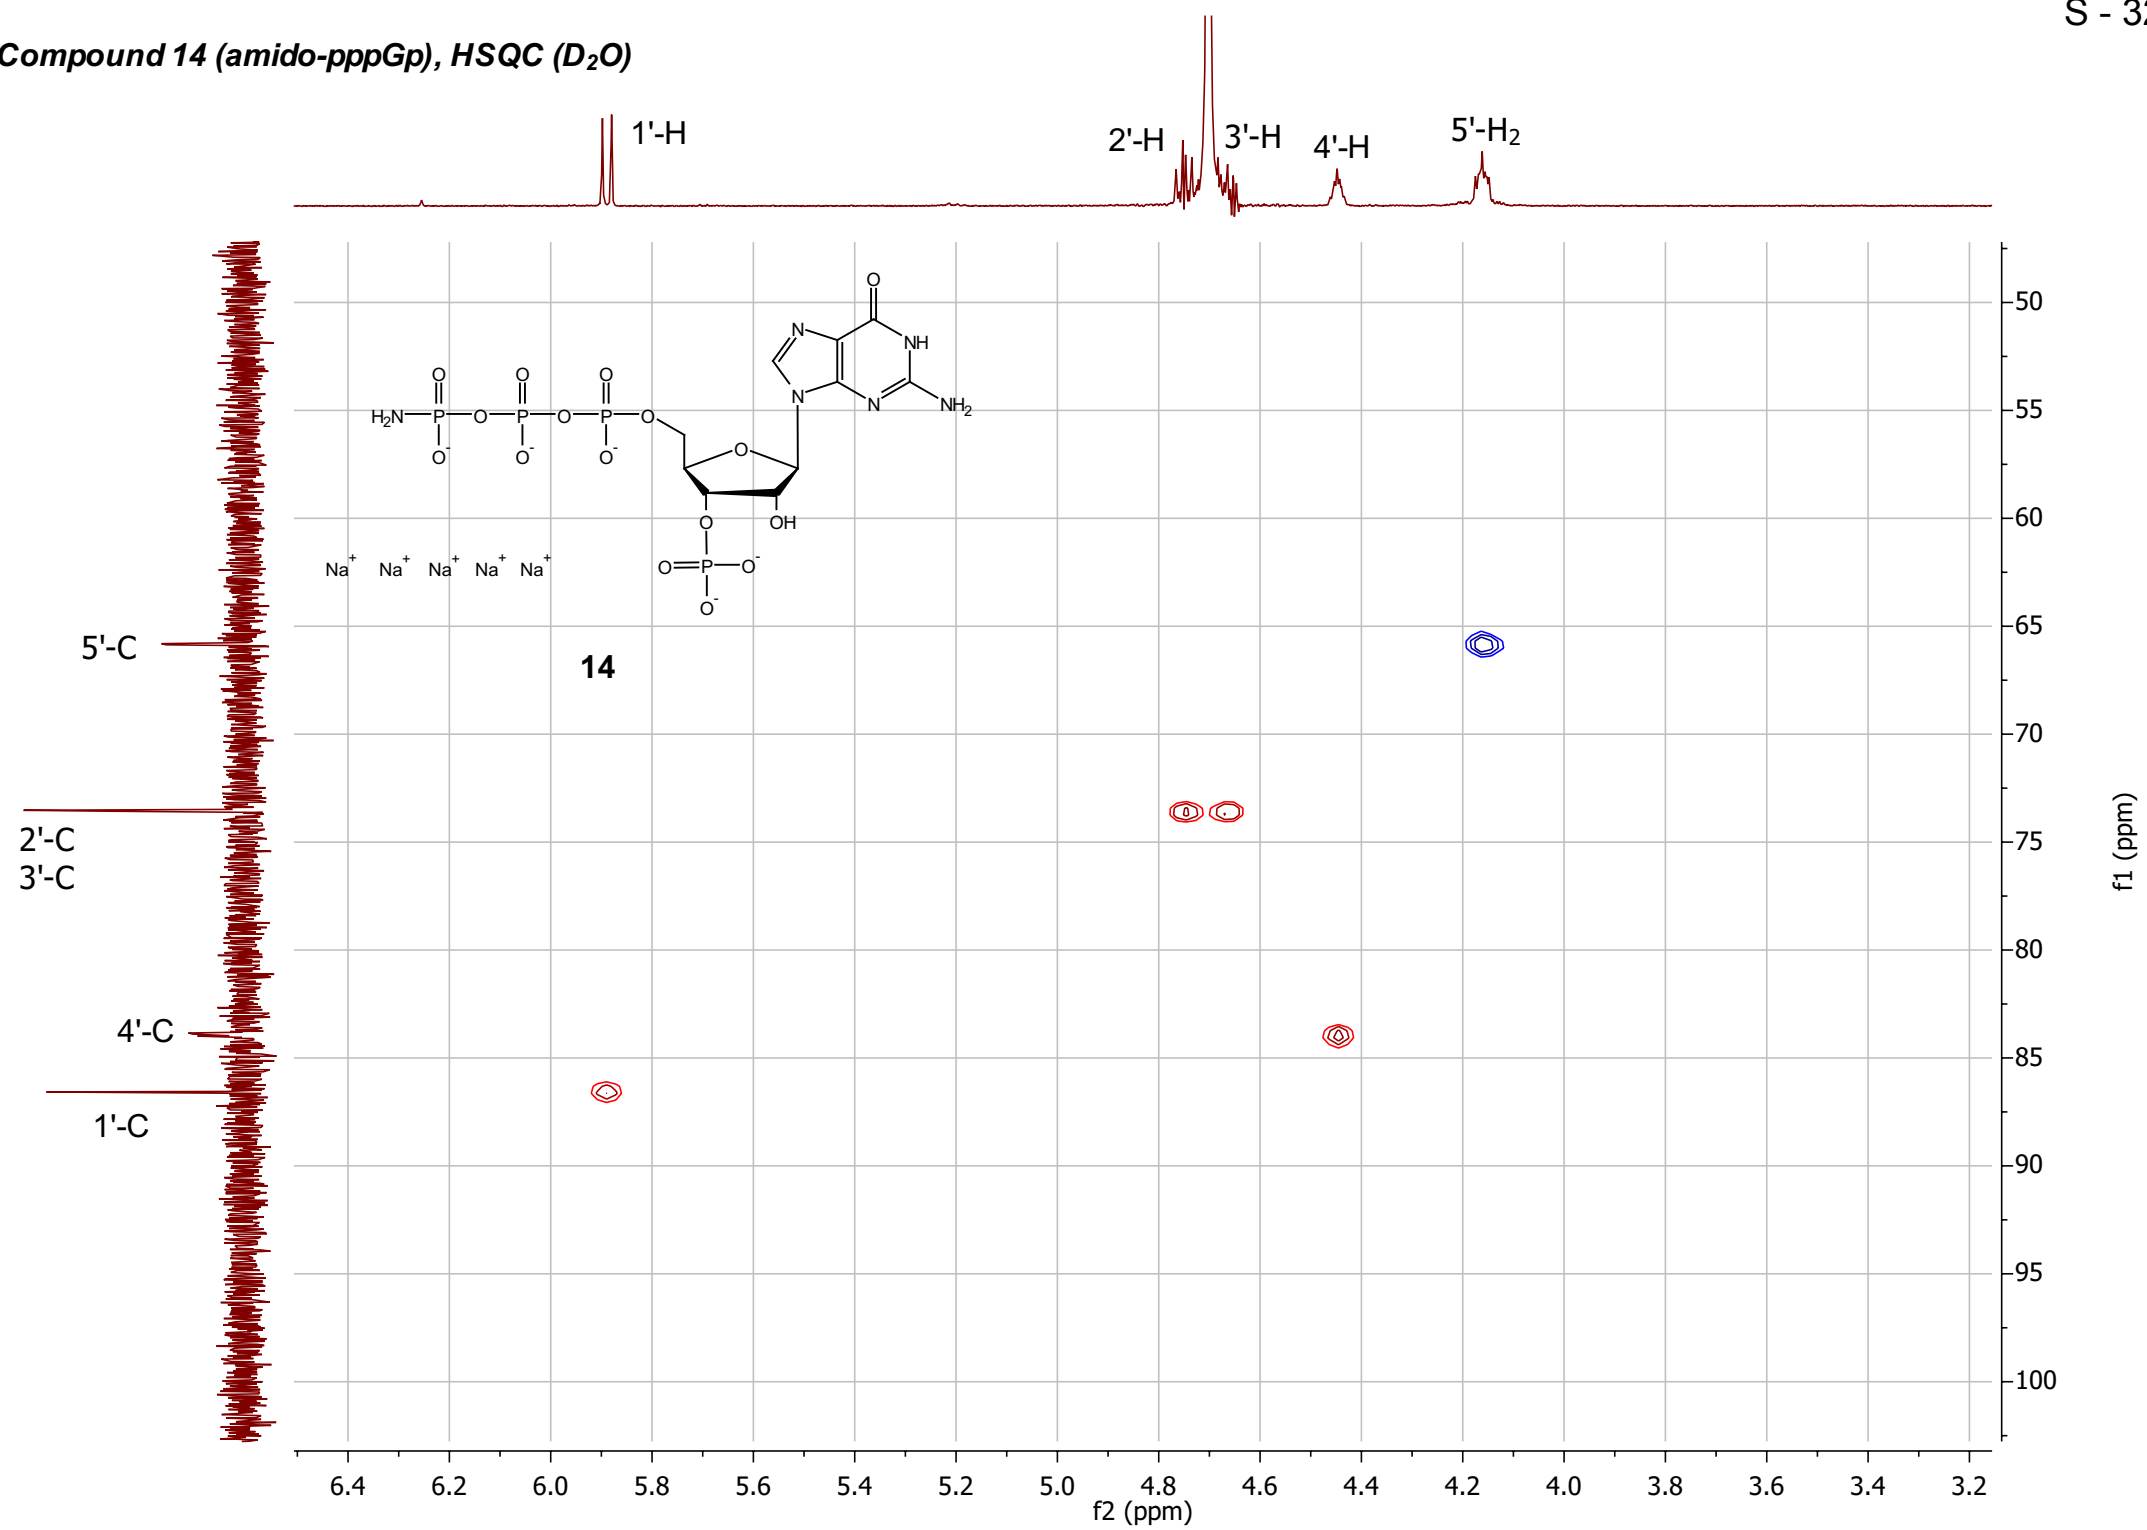 S - 32
Compound 14 (amido-pppGp), HSQC (D₂O)
1'-H
2'-H
3'-H
4'-H
5'-H₂
O
N
NH
N
N
NH₂
O
O
O
H₂N
P
O
P
O
P
O
O⁻
O⁻
O⁻
O
O
OH
O
P
O⁻
O⁻
Na⁺ Na⁺ Na⁺ Na⁺ Na⁺
14
5'-C
2'-C
3'-C
4'-C
1'-C
50
55
60
65
70
75
80
85
90
95
100
f1 (ppm)
6.4 6.2 6.0 5.8 5.6 5.4 5.2 5.0 4.8 4.6 4.4 4.2 4.0 3.8 3.6 3.4 3.2
f2 (ppm)